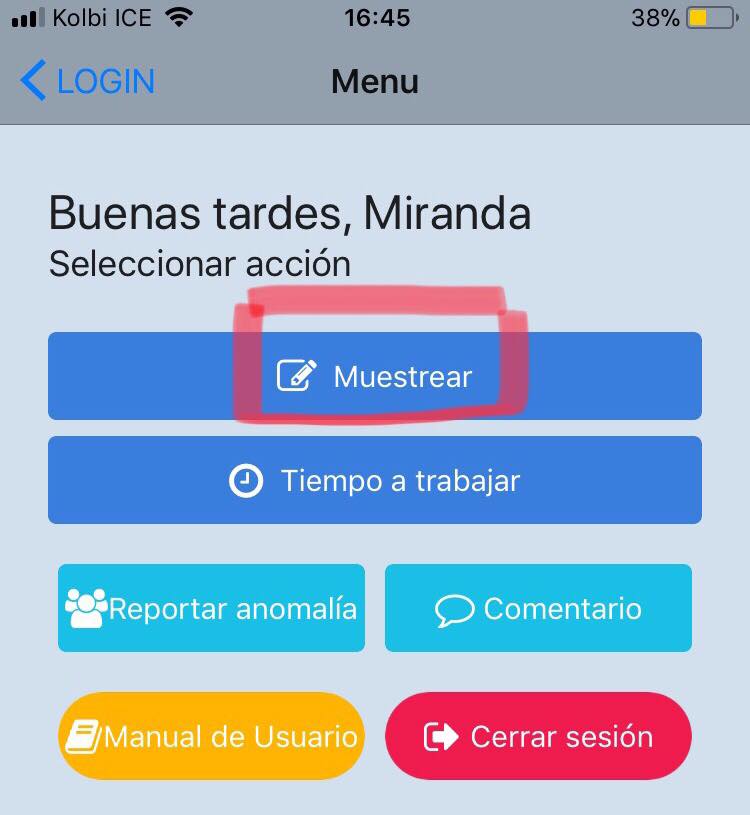 Kolbi ICE 16:45 38%
LOGIN Menu
Buenas tardes, Miranda
Seleccionar acción
Muestrear
Tiempo a trabajar
Reportar anomalía Comentario
Manual de Usuario Cerrar sesión